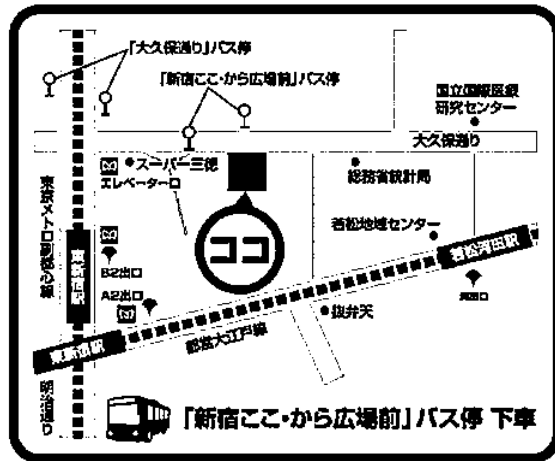 「大久保通り」バス停
「新宿ここ・から広場前」バス停
国立国際医療
研究センター
大久保通り
スーパー三徳
エレベーター口
総務省統計局
東京メトロ副都心線
若松地域センター
ココ
若松河田駅
東新宿駅
B2出口
A2出口
河田口
抜弁天
都営大江戸線
東新宿駅
明治通り
「新宿ここ・から広場前」バス停 下車